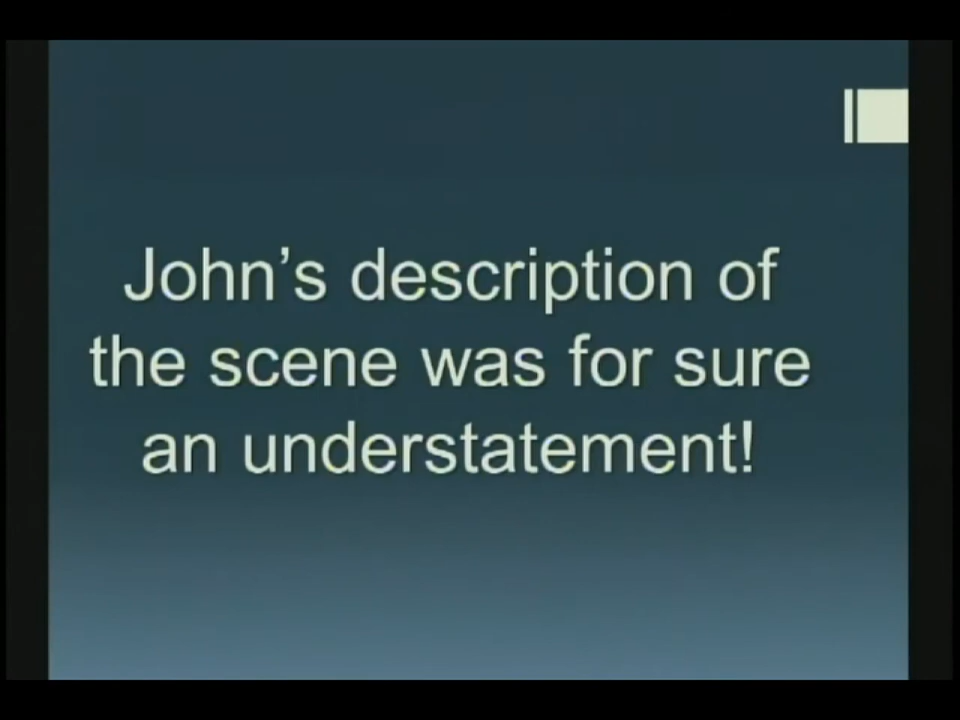 John’s description of
the scene was for sure
an understatement!